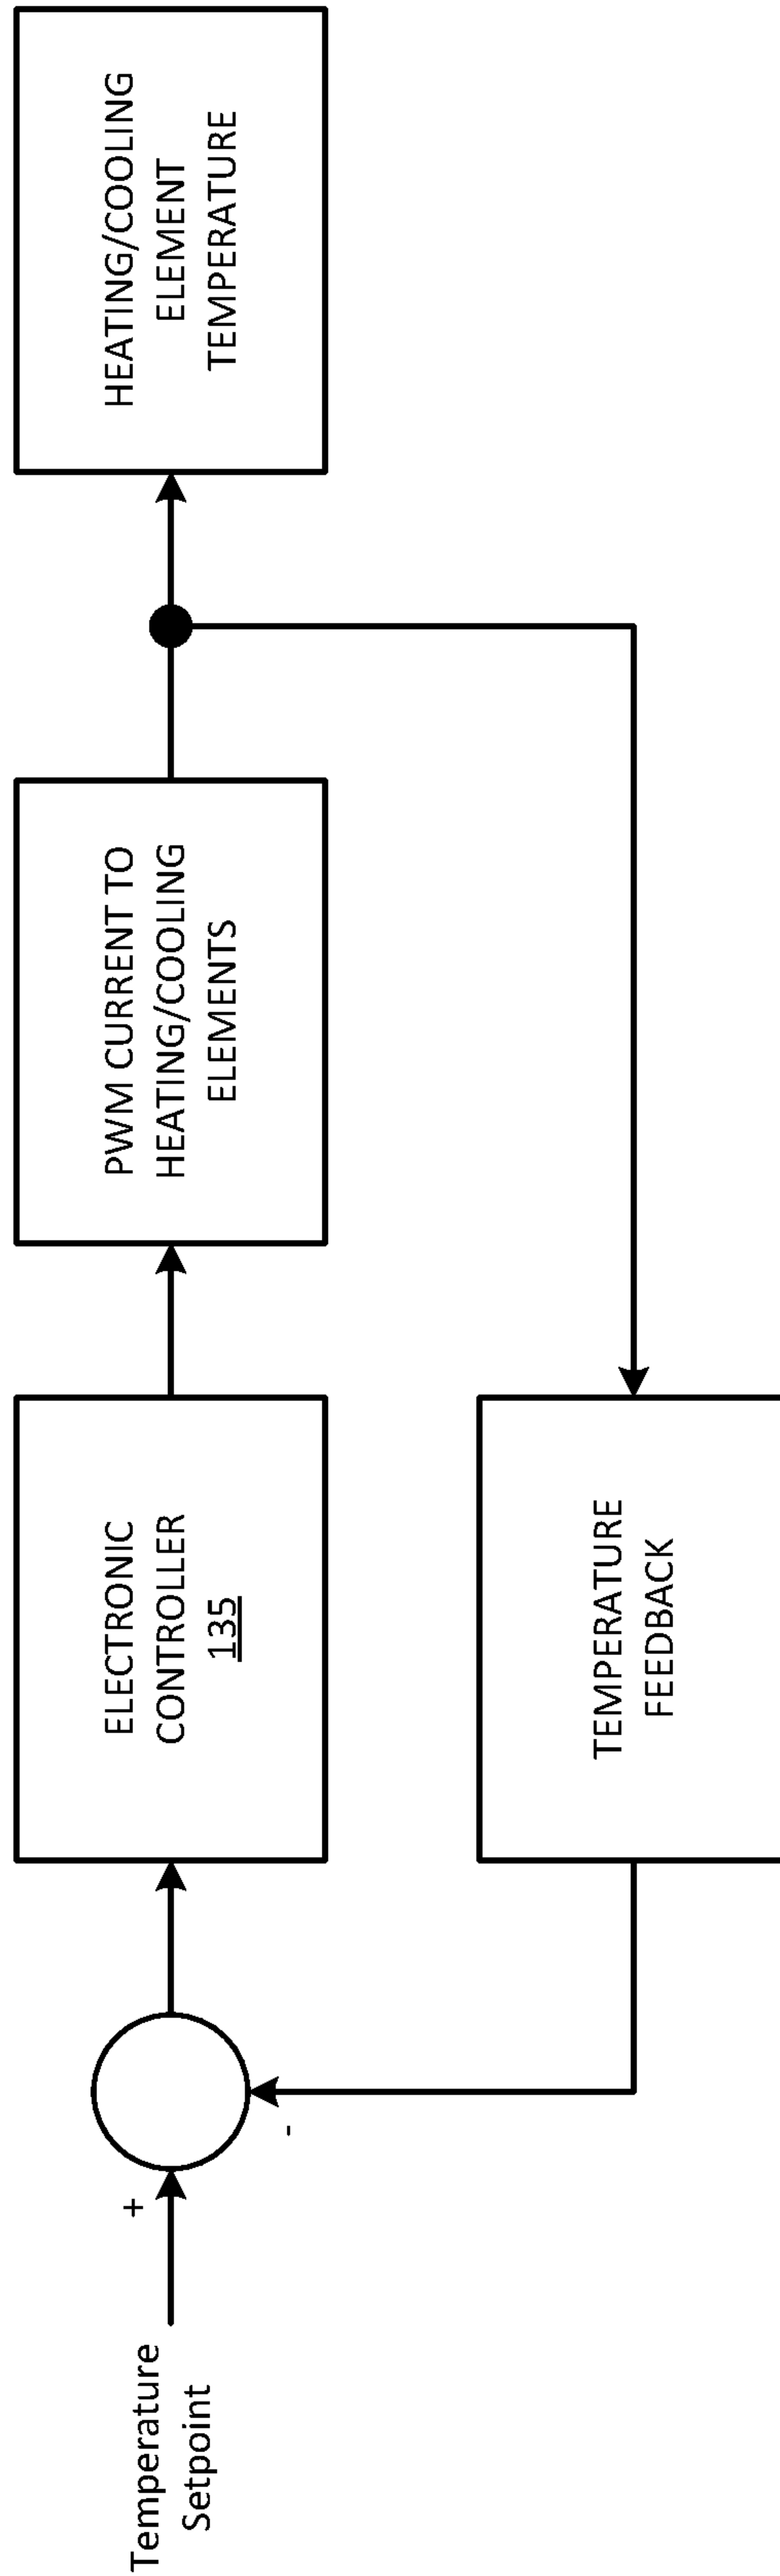 Temperature
Setpoint
+
-
ELECTRONIC
CONTROLLER
135
PWM CURRENT TO
HEATING/COOLING
ELEMENTS
HEATING/COOLING
ELEMENT
TEMPERATURE
TEMPERATURE
FEEDBACK